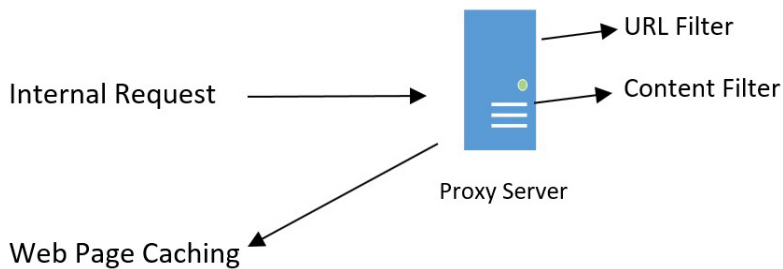 URL Filter
Internal Request
Content Filter
Proxy Server
Web Page Caching